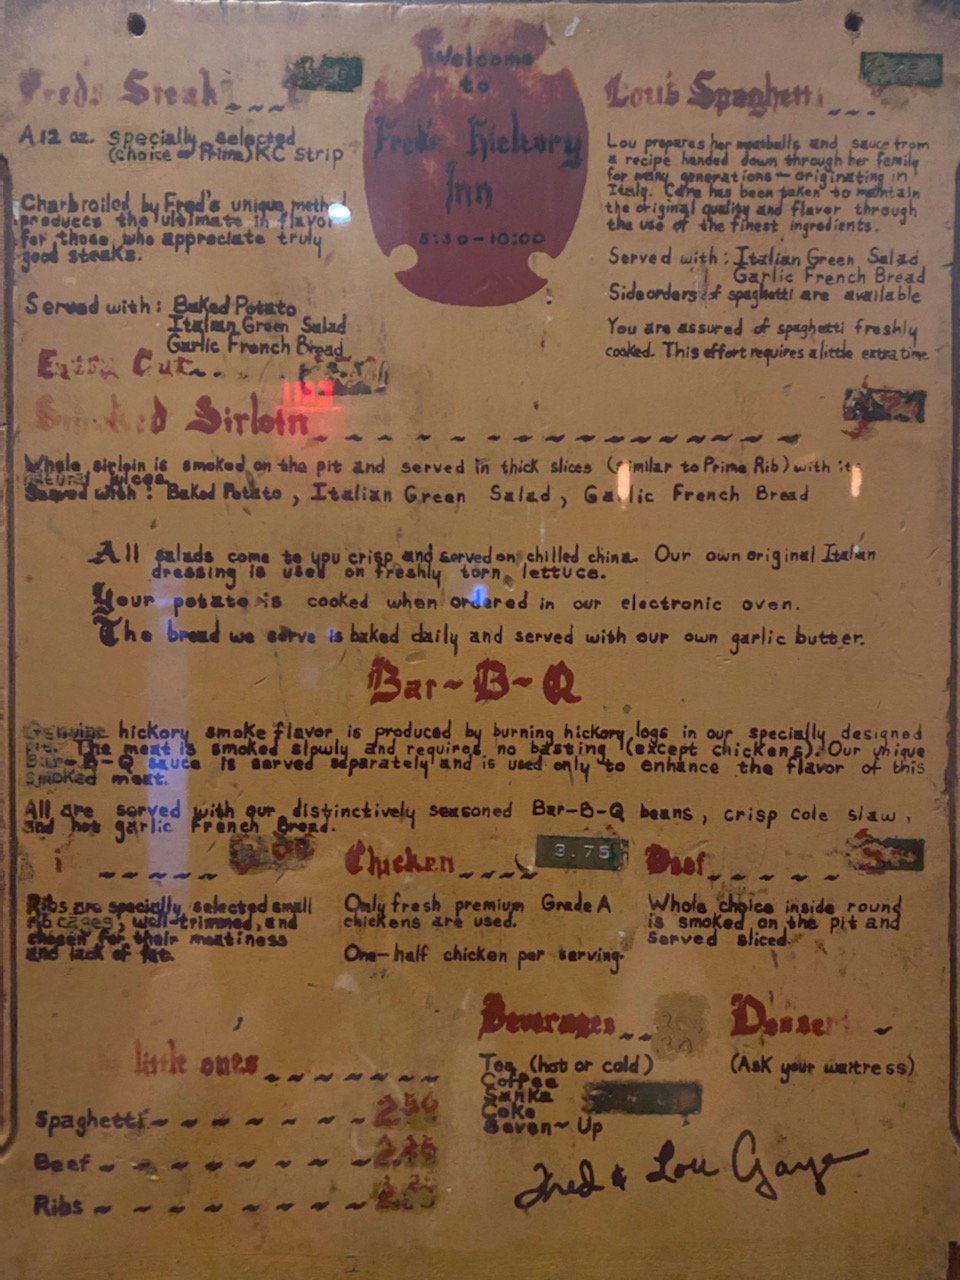 Welcome
to
Fred's Hickory
Inn
5:30-10:00
Fred's Steak
A 12 oz. specially selected
(choice or Prime) KC strip
Charbroiled by Fred's unique method
produces the ultimate in flavor
for those who appreciate truly
good steaks.
Served with: Baked Potato
Italian Green Salad
Garlic French Bread
Extra Cut
Lou's Spaghetti
Lou prepares her meatballs and sauce from
a recipe handed down through her family
for many generations - originating in
Italy. Care has been taken to maintain
the original quality and flavor through
the use of the finest ingredients.
Served with: Italian Green Salad
Garlic French Bread
Side orders of spaghetti are available
You are assured of spaghetti freshly
cooked. This effort requires a little extra time
Smoked Sirloin
Whole sirloin is smoked on the pit and served in thick slices (similar to Prime Rib) with its
natural juices.
Served with: Baked Potato, Italian Green Salad, Garlic French Bread
All salads come to you crisp and served on chilled china. Our own original Italian
dressing is used on freshly torn lettuce.
Your potato is cooked when ordered in our electronic oven.
The bread we serve is baked daily and served with our own garlic butter.
Bar-B-Q
Genuine hickory smoke flavor is produced by burning hickory logs in our specially designed
pit. The meat is smoked slowly and requires no basting (except chickens). Our unique
Bar-B-Q sauce is served separately and is used only to enhance the flavor of this
smoked meat.
All are served with our distinctively seasoned Bar-B-Q beans, crisp cole slaw,
and hot garlic French Bread.
Ribs are specially selected small
rib cages, well-trimmed, and
chosen for their meatiness
and lack of fat.
Chicken 3.75
Only fresh premium Grade A
chickens are used.
One-half chicken per serving.
Beef
Whole choice inside round
is smoked on the pit and
served sliced.
little ones
Spaghetti
Beef
Ribs
Beverages
Tea (hot or cold)
Coffee
Sanka
Coke
Seven-Up
Dessert
(Ask your waitress)
Fred & Lou Gaye